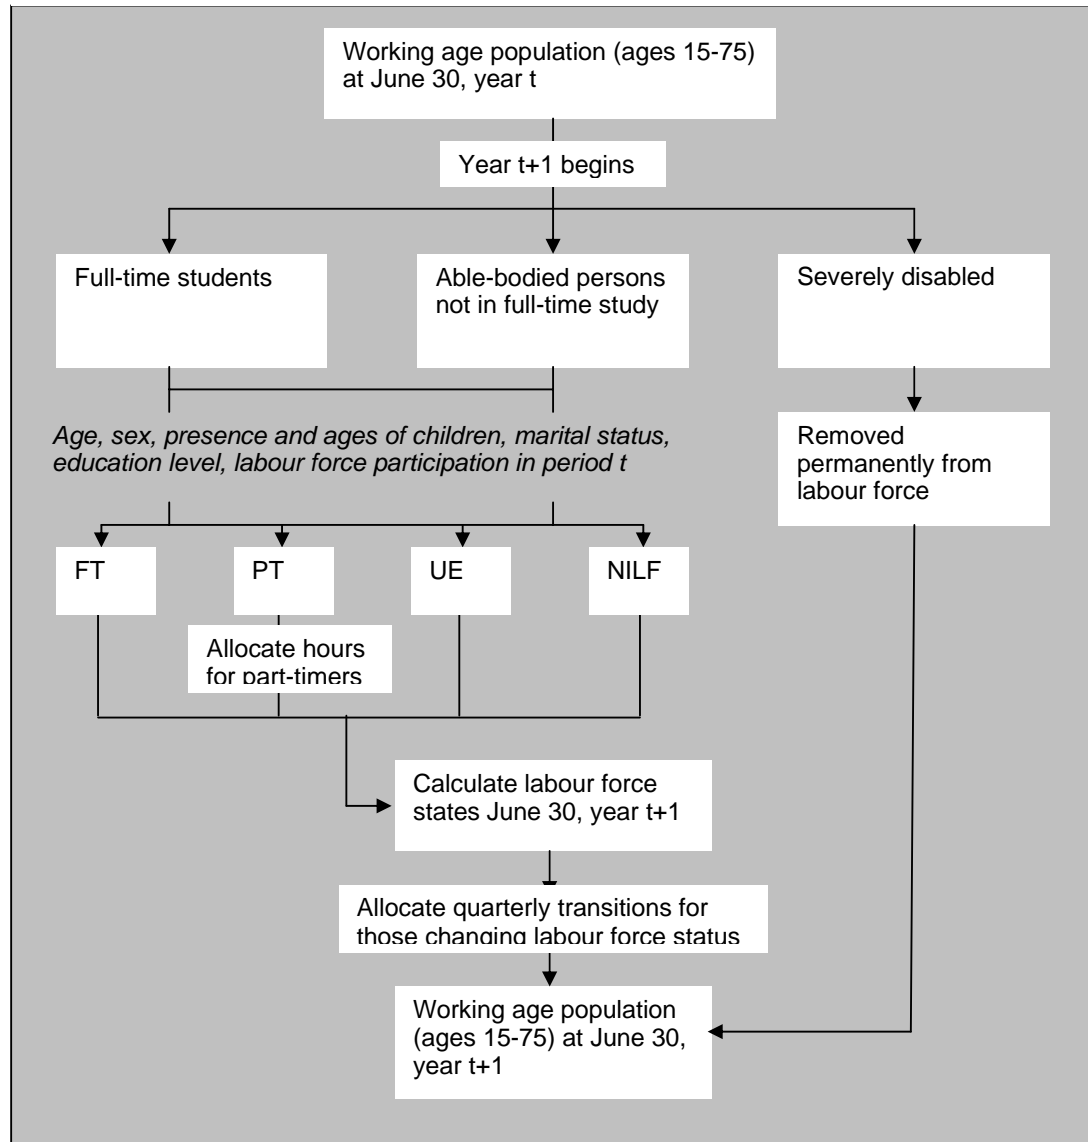 Working age population (ages 15-75)
at June 30, year t
Year t+1 begins
Full-time students
Able-bodied persons
not in full-time study
Severely disabled
Age, sex, presence and ages of children, marital status,
education level, labour force participation in period t
Removed
permanently from
labour force
FT
PT
UE
NILF
Allocate hours
for part-timers
Calculate labour force
states June 30, year t+1
Allocate quarterly transitions for
those changing labour force status
Working age population
(ages 15-75) at June 30,
year t+1